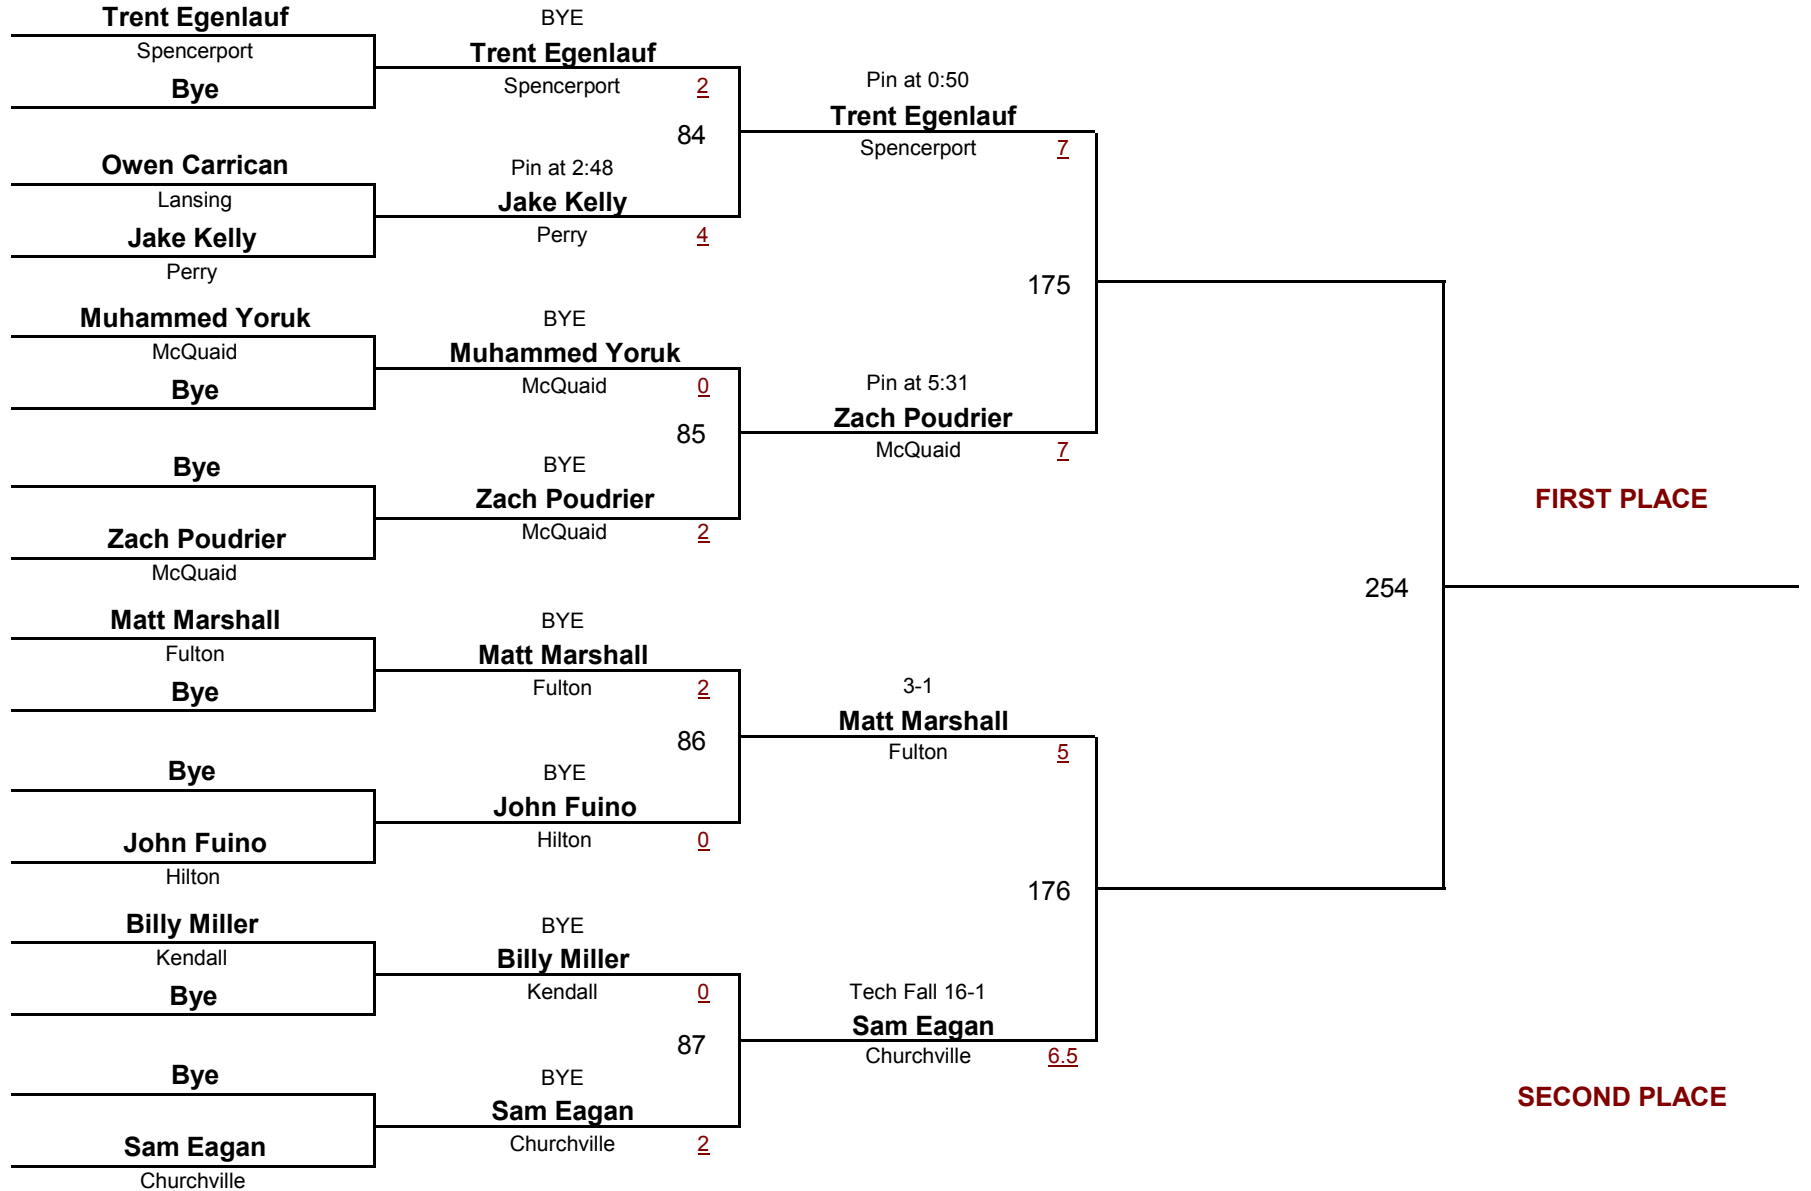 Trent Egenlauf
Spencerport
Bye
Owen Carrican
Lansing
Jake Kelly
Perry
Muhammed Yoruk
McQuaid
Bye
Bye
Zach Poudrier
McQuaid
Matt Marshall
Fulton
Bye
Bye
John Fuino
Hilton
Billy Miller
Kendall
Bye
Bye
Sam Eagan
Churchville
BYE
Trent Egenlauf
Spencerport 2
84
Pin at 2:48
Jake Kelly
Perry 4
BYE
Muhammed Yoruk
McQuaid 0
85
BYE
Zach Poudrier
McQuaid 2
BYE
Matt Marshall
Fulton 2
86
BYE
John Fuino
Hilton 0
BYE
Billy Miller
Kendall 0
87
BYE
Sam Eagan
Churchville 2
Pin at 0:50
Trent Egenlauf
Spencerport 7
175
Pin at 5:31
Zach Poudrier
McQuaid 7
3-1
Matt Marshall
Fulton 5
176
Tech Fall 16-1
Sam Eagan
Churchville 6.5
254
FIRST PLACE
SECOND PLACE